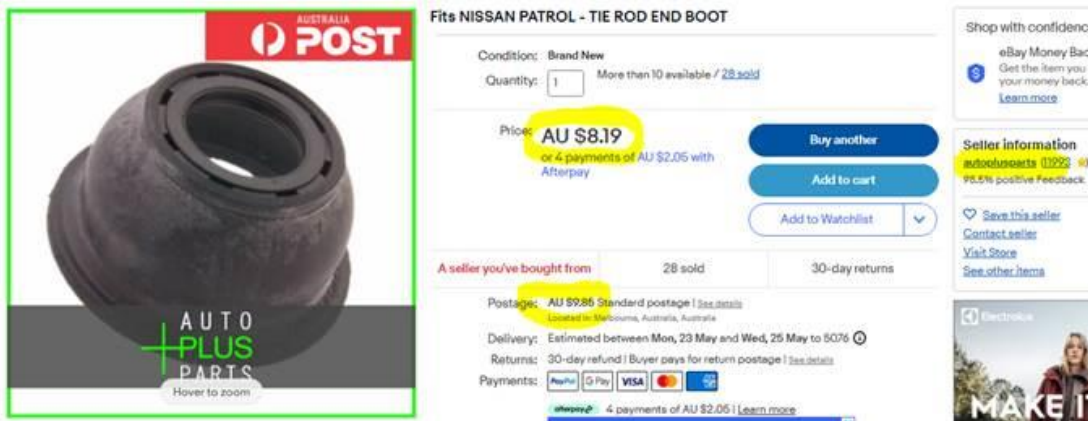 AUSTRALIA
POST
AUTO
PLUS
PARTS
Hover to zoom
Fits NISSAN PATROL - TIE ROD END BOOT
Condition: Brand New
Quantity: 1 More than 10 available / 28 sold
Price: AU $8.19
or 4 payments of AU $2.05 with
Afterpay
Buy another
Add to cart
Add to Watchlist
A seller you've bought from 28 sold 30-day returns
Postage: AU $9.85 Standard postage | See details
Located in: Melbourne, Australia, Australia
Delivery: Estimated between Mon, 23 May and Wed, 25 May to 5076
Returns: 30-day refund | Buyer pays for return postage | See details
Payments: PayPal G Pay VISA
afterpay 4 payments of AU $2.05 | Learn more
Shop with confidenc
eBay Money Bac
Get the item you
your money back.
Learn more
Seller information
autoplusparts
98.5% positive Feedback
Save this seller
Contact seller
Visit Store
See other items
Electrolux
MAKE IT